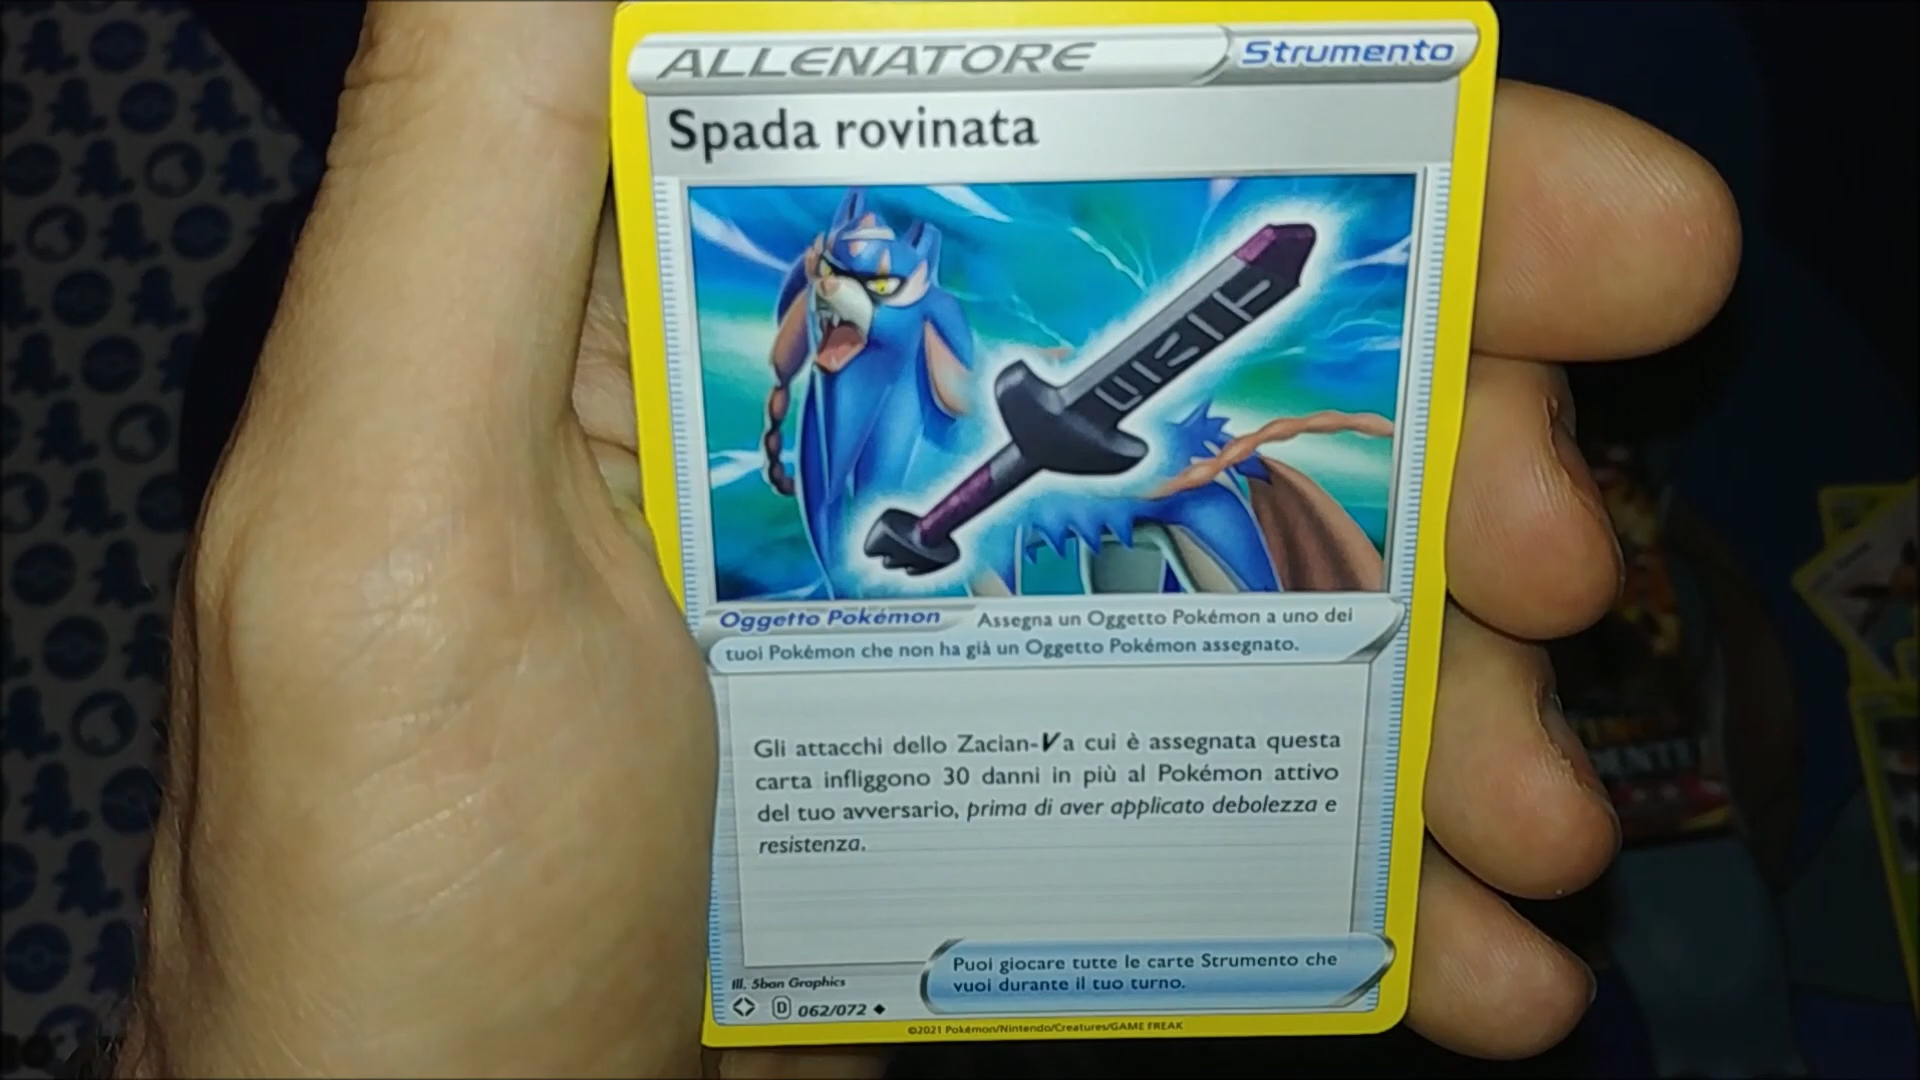 ALLENATORE Strumento
Spada rovinata
Oggetto Pokémon Assegna un Oggetto Pokémon a uno dei
tuoi Pokémon che non ha già un Oggetto Pokémon assegnato.
Gli attacchi dello Zacian-V a cui è assegnata questa
carta infliggono 30 danni in più al Pokémon attivo
del tuo avversario, prima di aver applicato debolezza e
resistenza.
Puoi giocare tutte le carte Strumento che
vuoi durante il tuo turno.
Ill. 5ban Graphics
D 062/072
©2021 Pokémon/Nintendo/Creatures/GAME FREAK